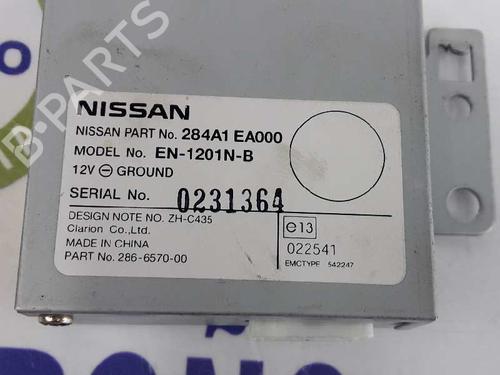 NISSAN
NISSAN PART No. 284A1 EA000
MODEL No. EN-1201N-B
12V ⊖ GROUND
SERIAL No. 0231364
DESIGN NOTE NO. ZH-C435
Clarion Co.,Ltd.
MADE IN CHINA
PART No. 286-6570-00
e13
022541
EMCTYPE 542247
B-PARTS